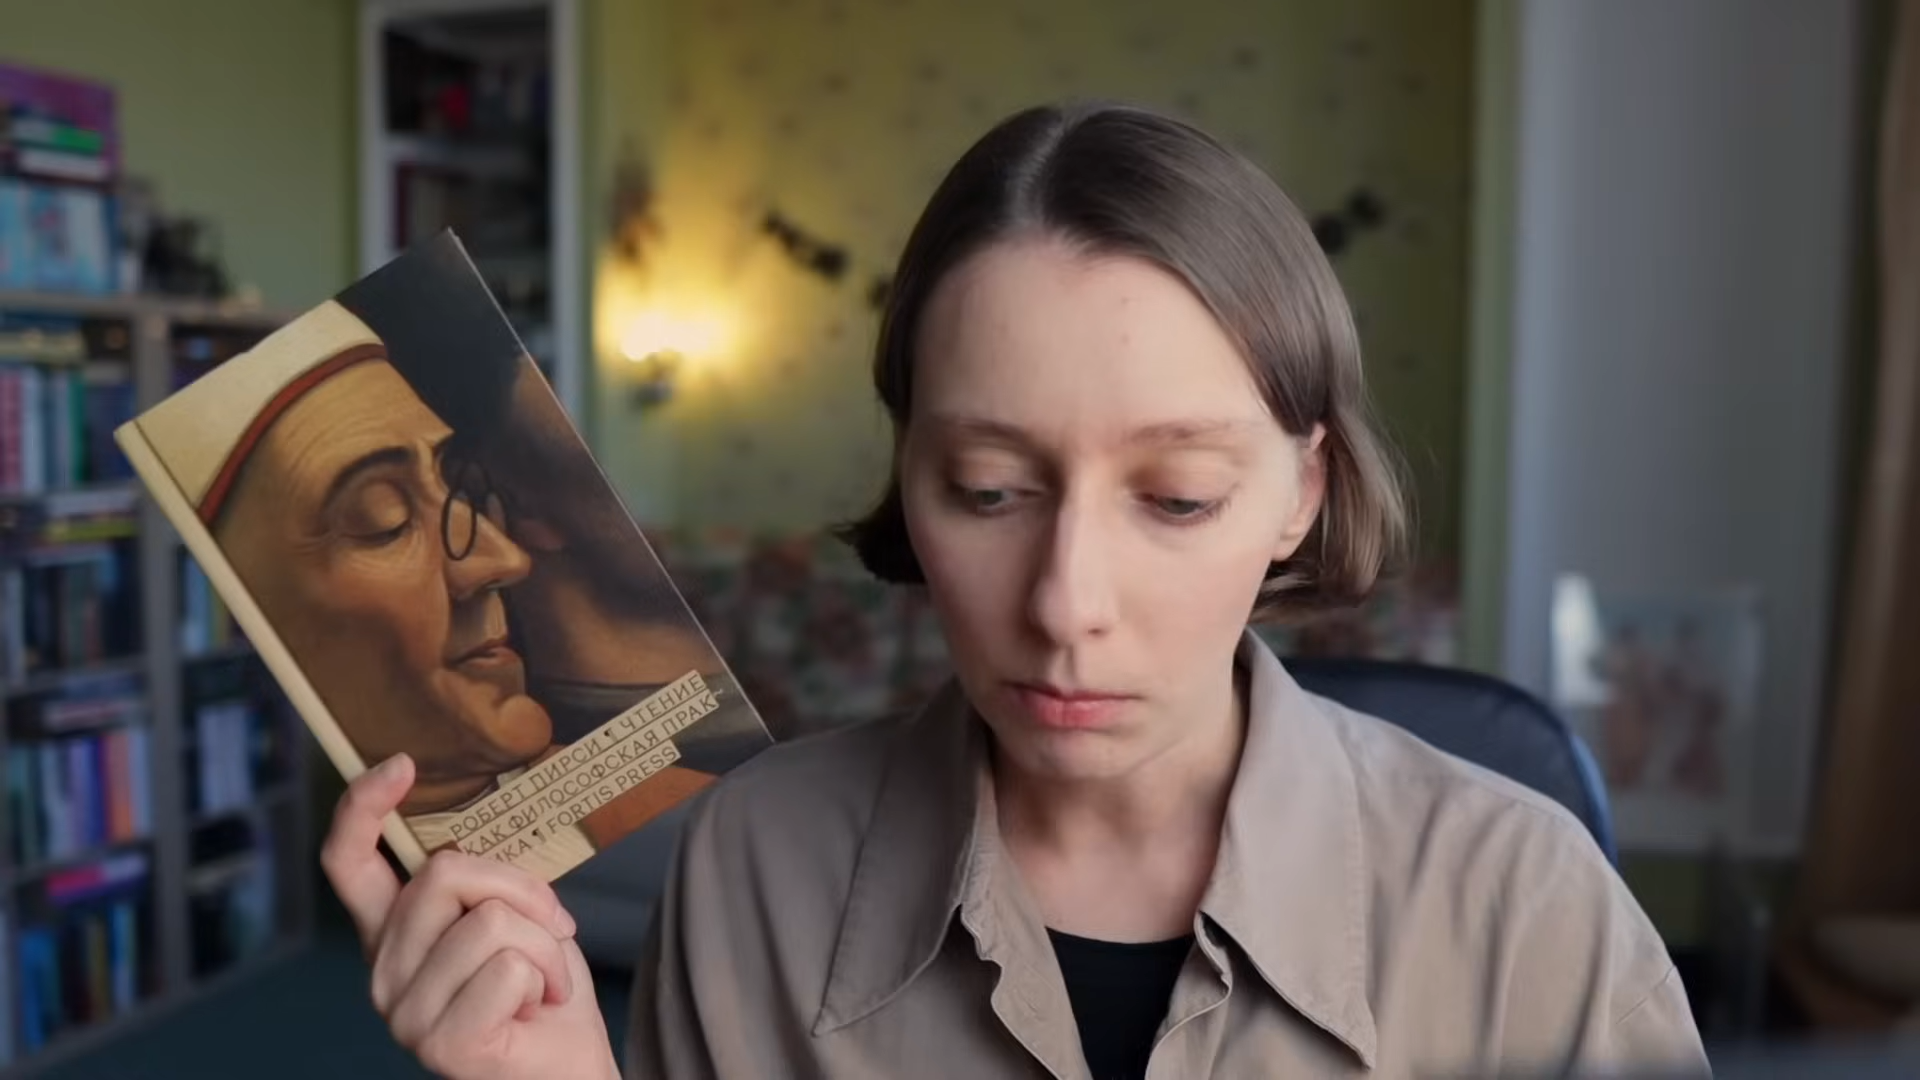 РОБЕРТ ПИРСИ ¶ ЧТЕНИЕ
КАК ФИЛОСОФСКАЯ ПРАК~
ИКА ¶ FORTIS PRESS